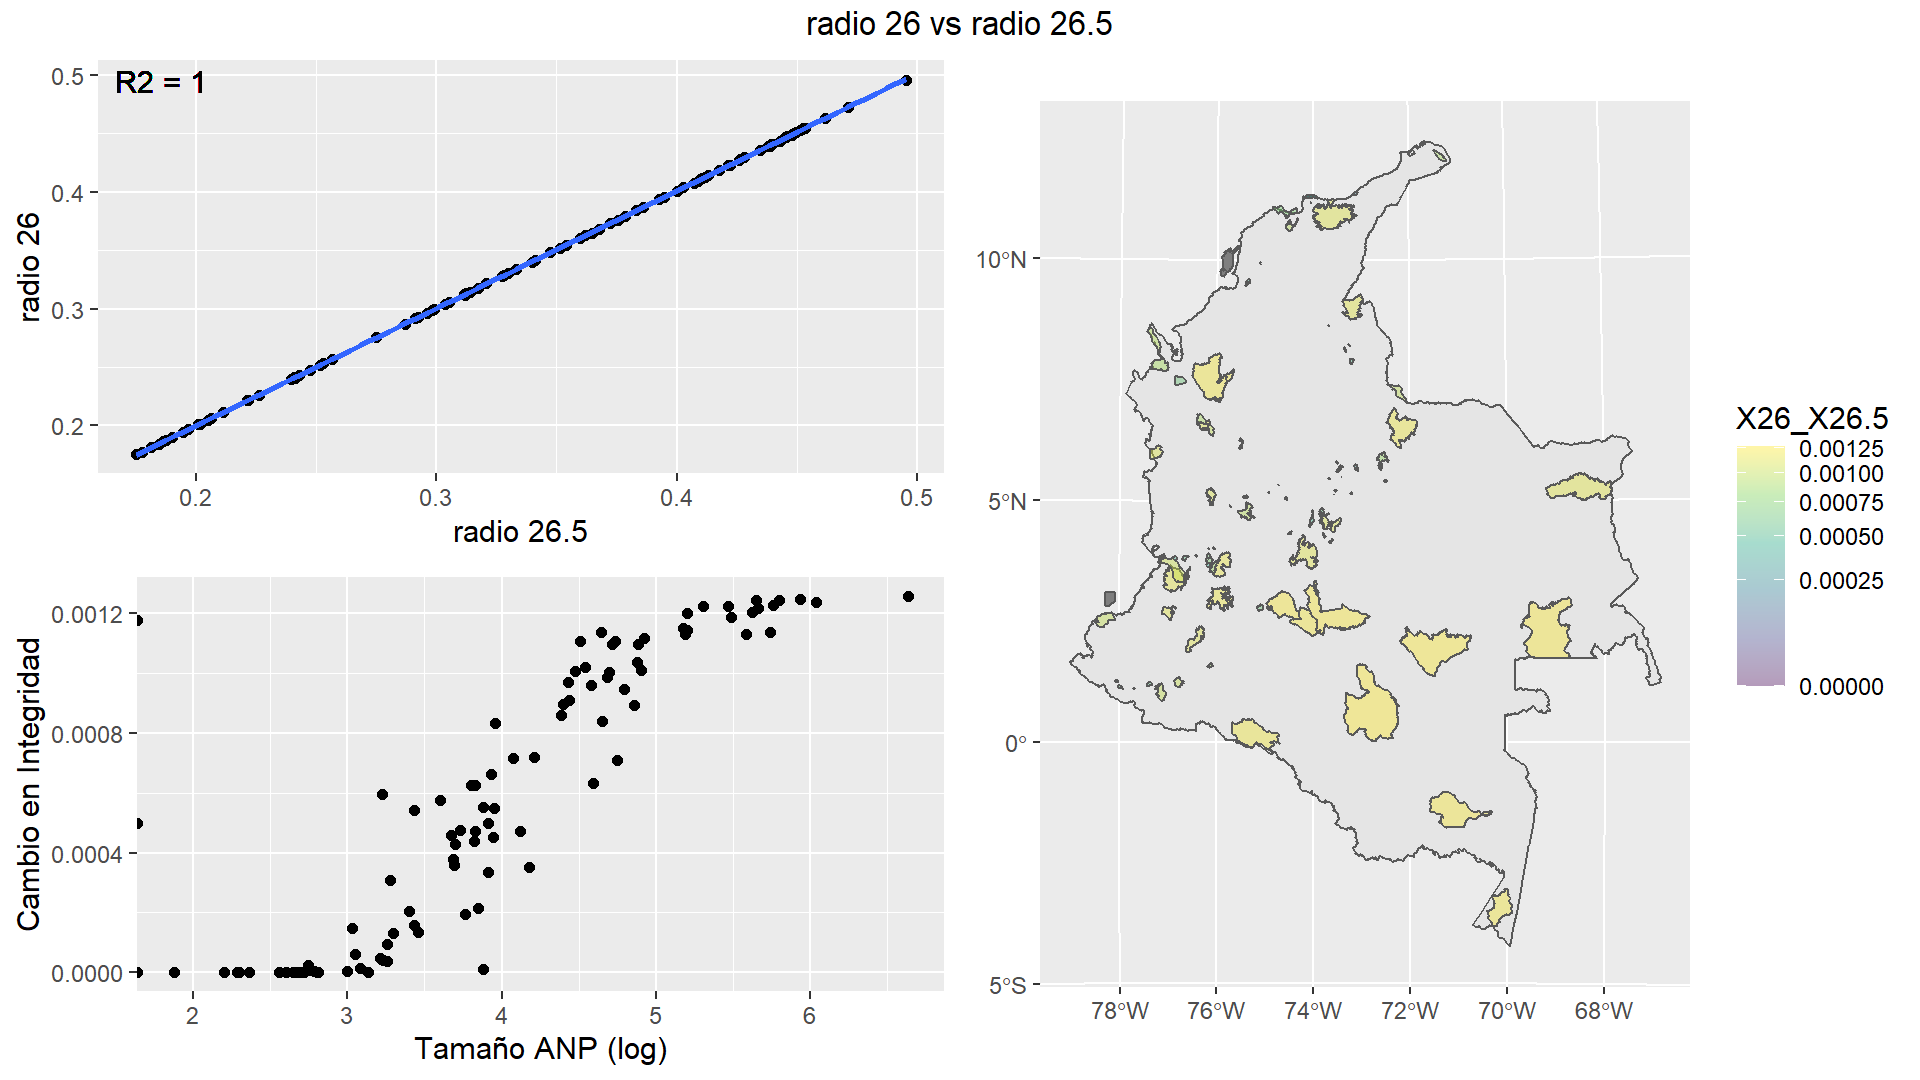 radio 26 vs radio 26.5
R2 = 1
0.5
0.4
0.3
0.2
radio 26
0.2
0.3
0.4
0.5
radio 26.5
0.0012
0.0008
0.0004
0.0000
Cambio en Integridad
2
3
4
5
6
Tamaño ANP (log)
10°N
5°N
0°
5°S
78°W
76°W
74°W
72°W
70°W
68°W
X26_X26.5
0.00125
0.00100
0.00075
0.00050
0.00025
0.00000